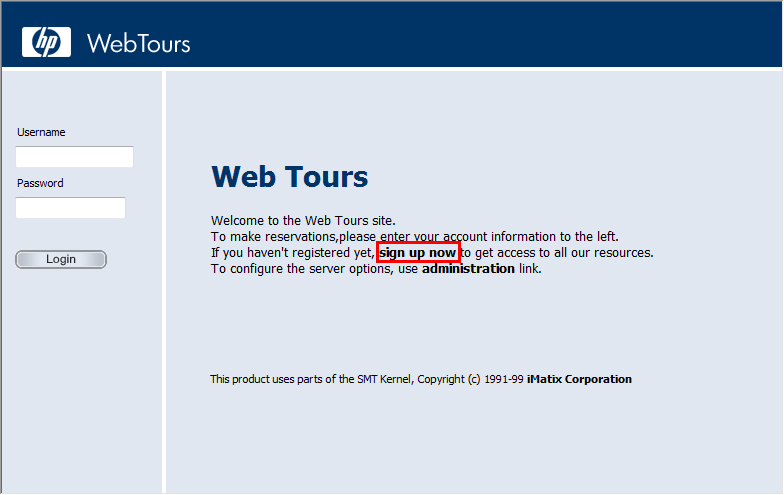 hp WebTours
Username
Password
Login
Web Tours
Welcome to the Web Tours site.
To make reservations,please enter your account information to the left.
If you haven't registered yet, sign up now to get access to all our resources.
To configure the server options, use administration link.
This product uses parts of the SMT Kernel, Copyright (c) 1991-99 iMatix Corporation